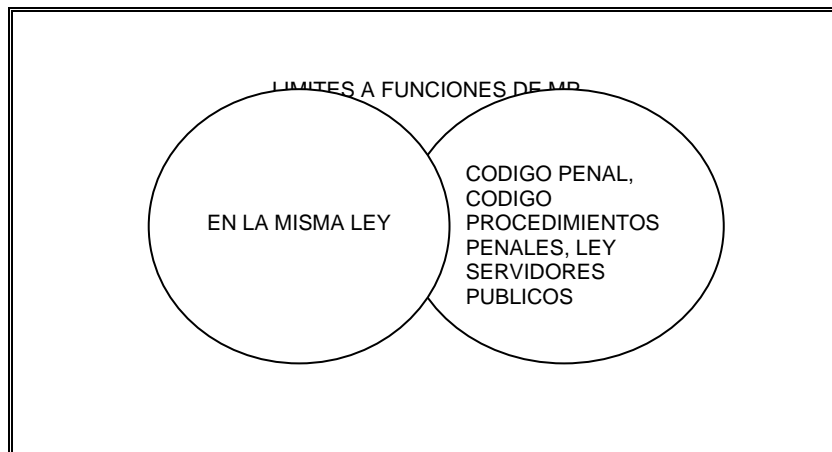 LIMITES A FUNCIONES DE MP
EN LA MISMA LEY
CODIGO PENAL,
CODIGO
PROCEDIMIENTOS
PENALES, LEY
SERVIDORES
PUBLICOS